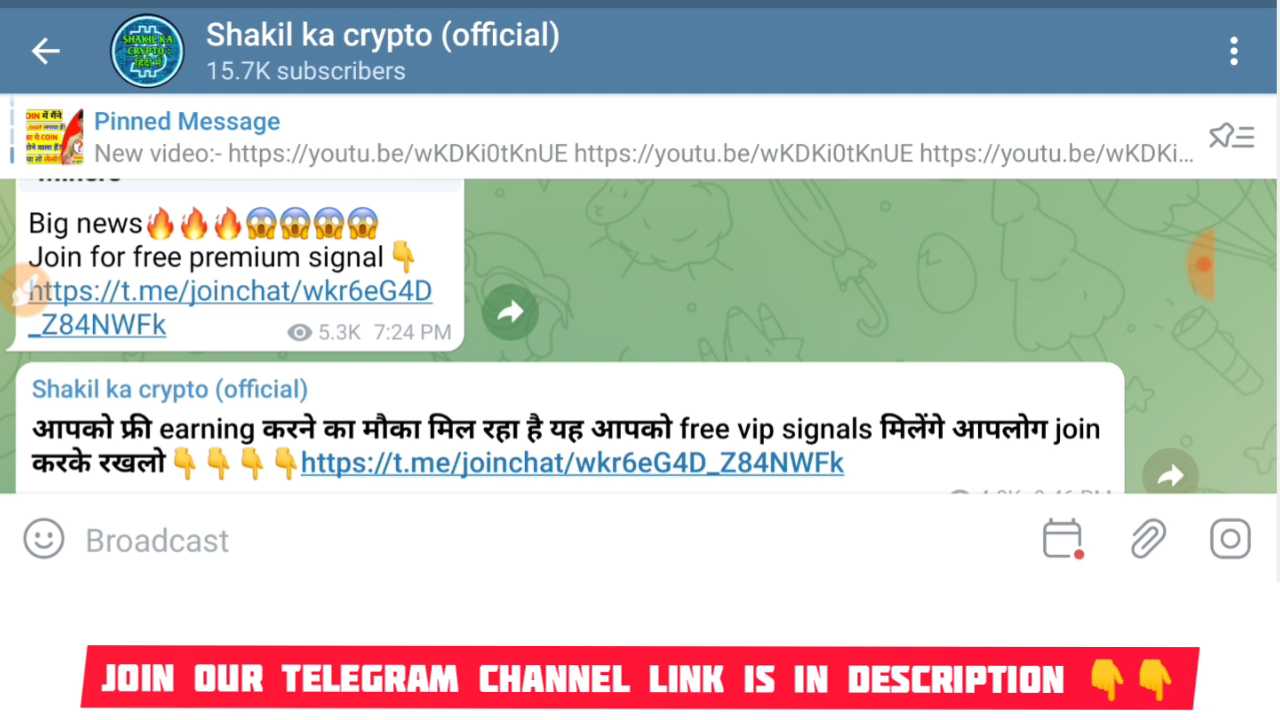 Shakil ka crypto (official)
SHAKIL KA
CRYPTO :
हिंदी में
15.7K subscribers
Pinned Message
New video:- https://youtu.be/wKDKi0tKnUE https://youtu.be/wKDKi0tKnUE https://youtu.be/wKDKi...
Big news🔥🔥🔥😱😱😱😱
Join for free premium signal👇
https://t.me/joinchat/wkr6eG4D
_Z84NWFk
5.3K 7:24 PM
Shakil ka crypto (official)
आपको फ्री earning करने का मौका मिल रहा है यह आपको free vip signals मिलेंगे आपलोग join
करके रखलो👇👇👇👇https://t.me/joinchat/wkr6eG4D_Z84NWFk
Broadcast
JOIN OUR TELEGRAM CHANNEL LINK IS IN DESCRIPTION 👇👇